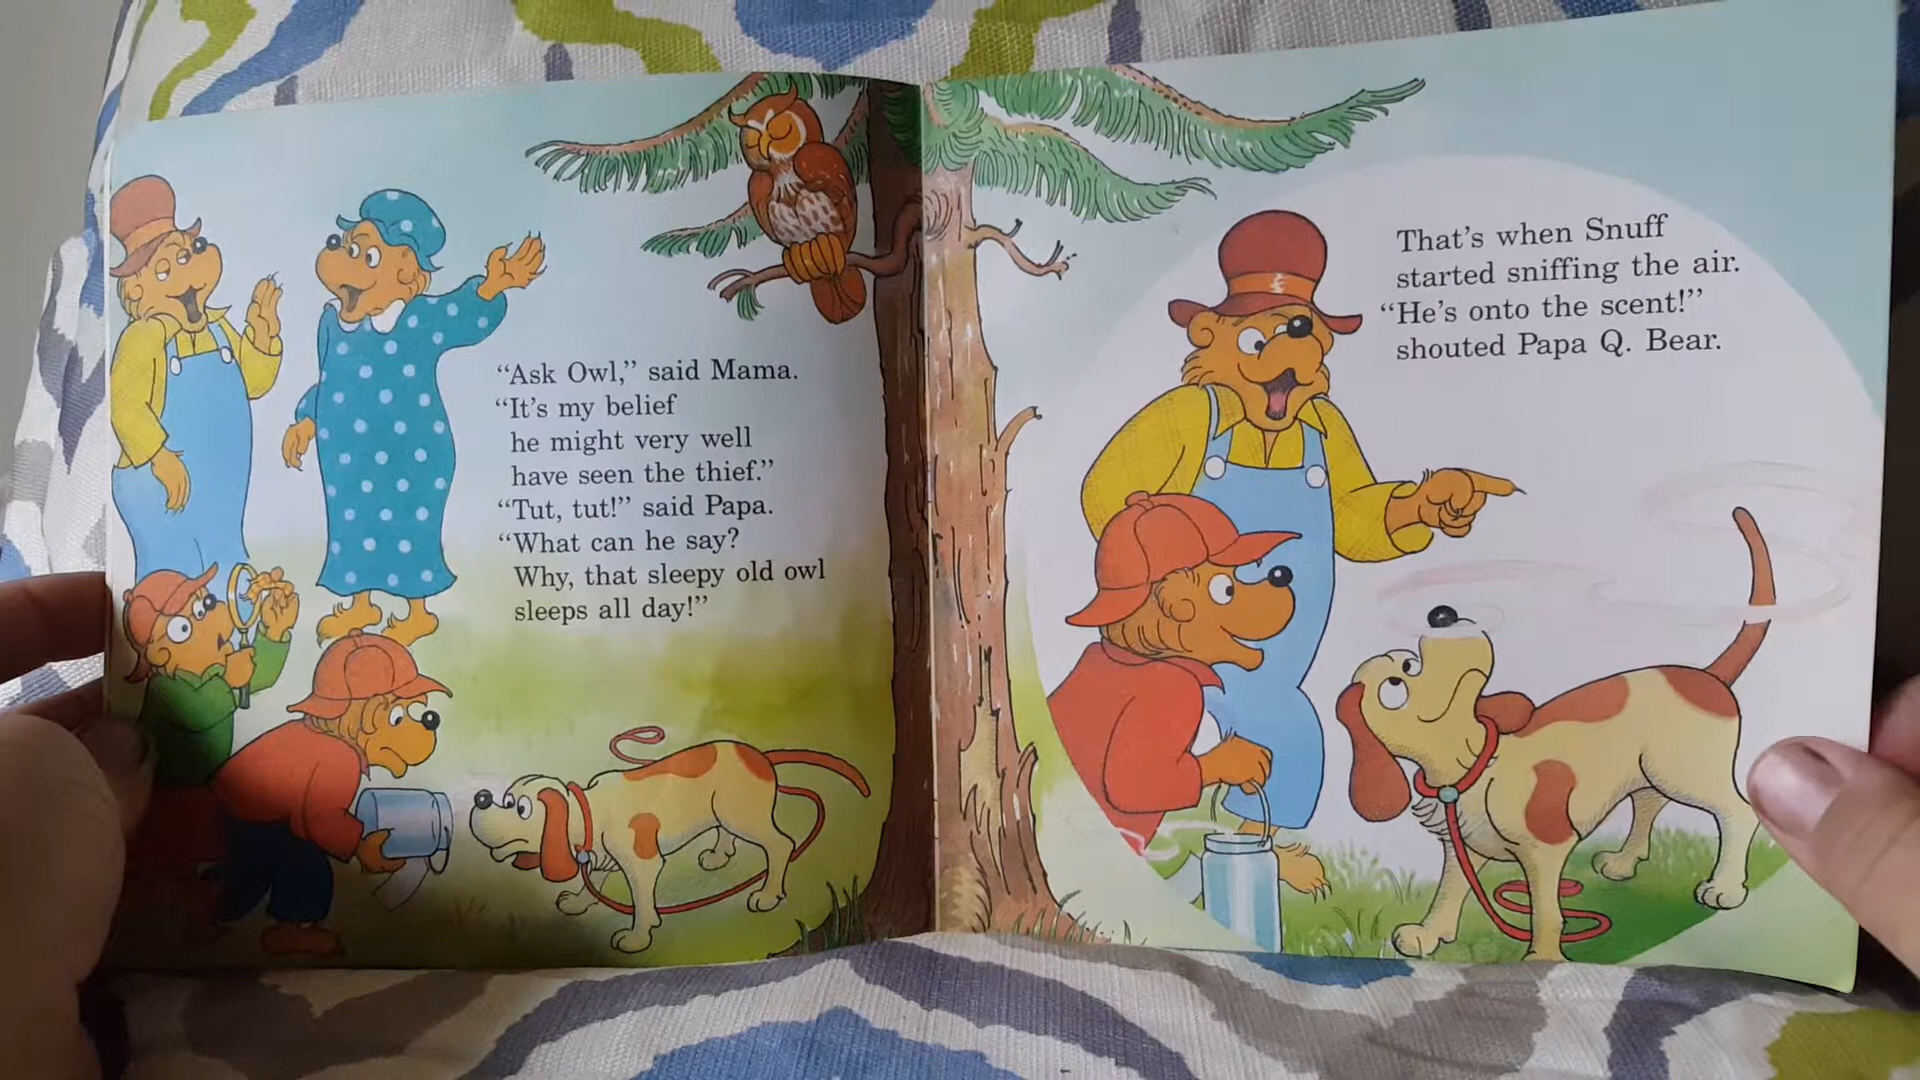 “Ask Owl,” said Mama.
“It’s my belief
he might very well
have seen the thief.”
“Tut, tut!” said Papa.
“What can he say?
Why, that sleepy old owl
sleeps all day!”
That’s when Snuff
started sniffing the air.
“He’s onto the scent!”
shouted Papa Q. Bear.